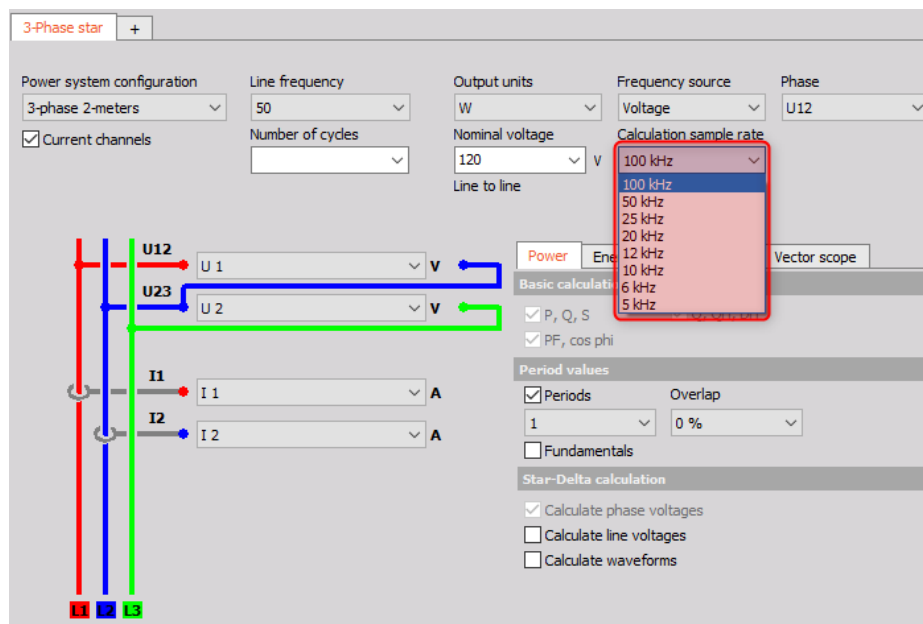 3-Phase star +
Power system configuration Line frequency Output units Frequency source Phase
3-phase 2-meters 50 W Voltage U12
Current channels Number of cycles Nominal voltage Calculation sample rate
120 V 100 kHz
Line to line
100 kHz
50 kHz
25 kHz
20 kHz
12 kHz
10 kHz
6 kHz
5 kHz
U12 U 1 V
U23 U 2 V
I1 I 1 A
I2 I 2 A
L1 L2 L3
Power Ene Vector scope
Basic calculati
P, Q, S
PF, cos phi
Period values
Periods Overlap
1 0 %
Fundamentals
Star-Delta calculation
Calculate phase voltages
Calculate line voltages
Calculate waveforms